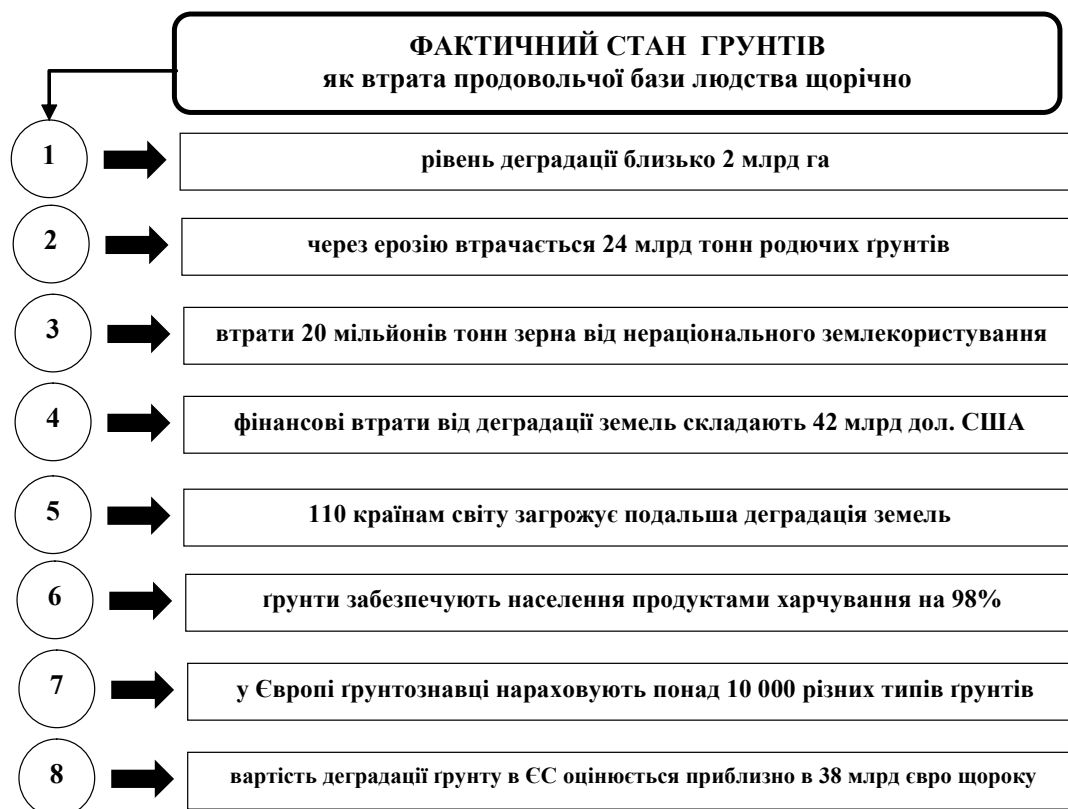 ФАКТИЧНИЙ СТАН ГРУНТІВ
як втрата продовольчої бази людства щорічно
1
рівень деградації близько 2 млрд га
2
через ерозію втрачається 24 млрд тонн родючих ґрунтів
3
втрати 20 мільйонів тонн зерна від нераціонального землекористування
4
фінансові втрати від деградації земель складають 42 млрд дол. США
5
110 країнам світу загрожує подальша деградація земель
6
ґрунти забезпечують населення продуктами харчування на 98%
7
у Європі ґрунтознавці нараховують понад 10 000 різних типів ґрунтів
8
вартість деградації ґрунту в ЄС оцінюється приблизно в 38 млрд євро щороку